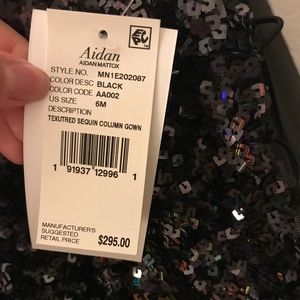 Aidan
AIDAN MATTOX
STYLE NO. MN1E202087
COLOR DESC BLACK
COLOR CODE AA002
US SIZE 6M
DESCRIPTION
TEXUTRED SEQUIN COLUMN GOWN
1 91937 12996 1
MANUFACTURER'S
SUGGESTED
RETAIL PRICE $295.00